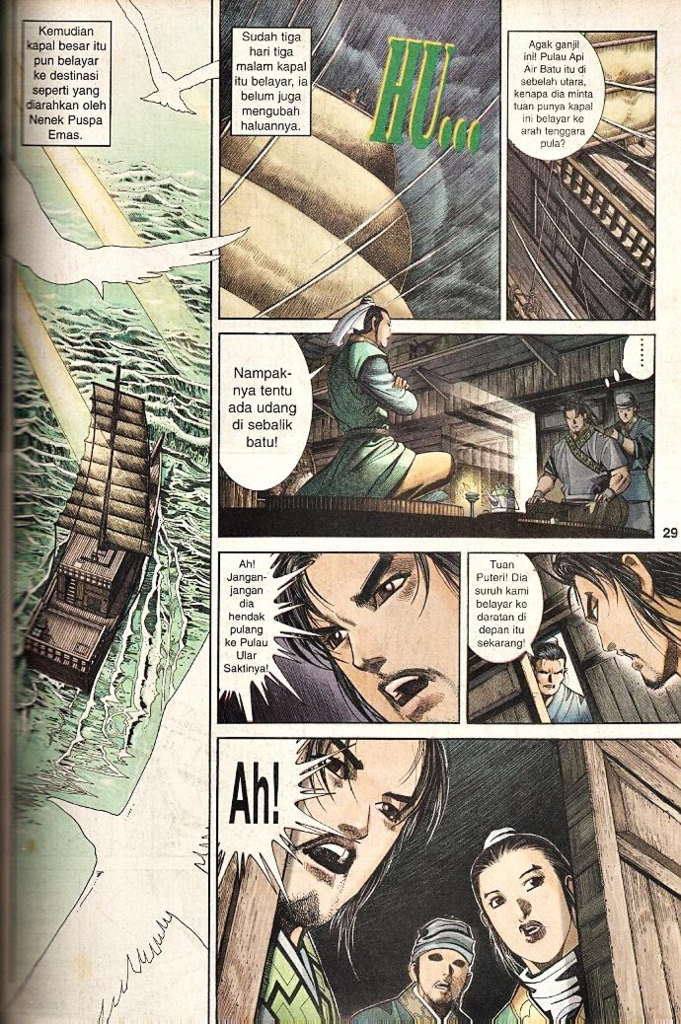 Kemudian
kapal besar itu
pun belayar
ke destinasi
seperti yang
diarahkan oleh
Nenek Puspa
Emas.
Sudah tiga
hari tiga
malam kapal
itu belayar, ia
belum juga
mengubah
haluannya.
HU...
Agak ganjil
ini! Pulau Api
Air Batu itu di
sebelah utara,
kenapa dia minta
tuan punya kapal
ini belayar ke
arah tenggara
pula?
Nampak-
nya tentu
ada udang
di sebalik
batu!
......
29
Ah!
Jangan-
jangan
dia
hendak
pulang
ke Pulau
Ular
Saktinya!
Tuan
Puteri! Dia
suruh kami
belayar ke
daratan di
depan itu
sekarang!
Ah!